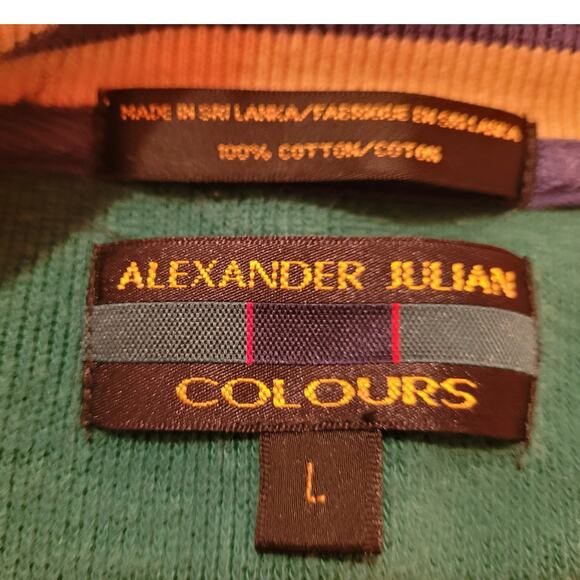 MADE IN SRI LANKA/FABRIQUE EN SRI LANKA
100% COTTON/COTON
ALEXANDER JULIAN
COLOURS
L